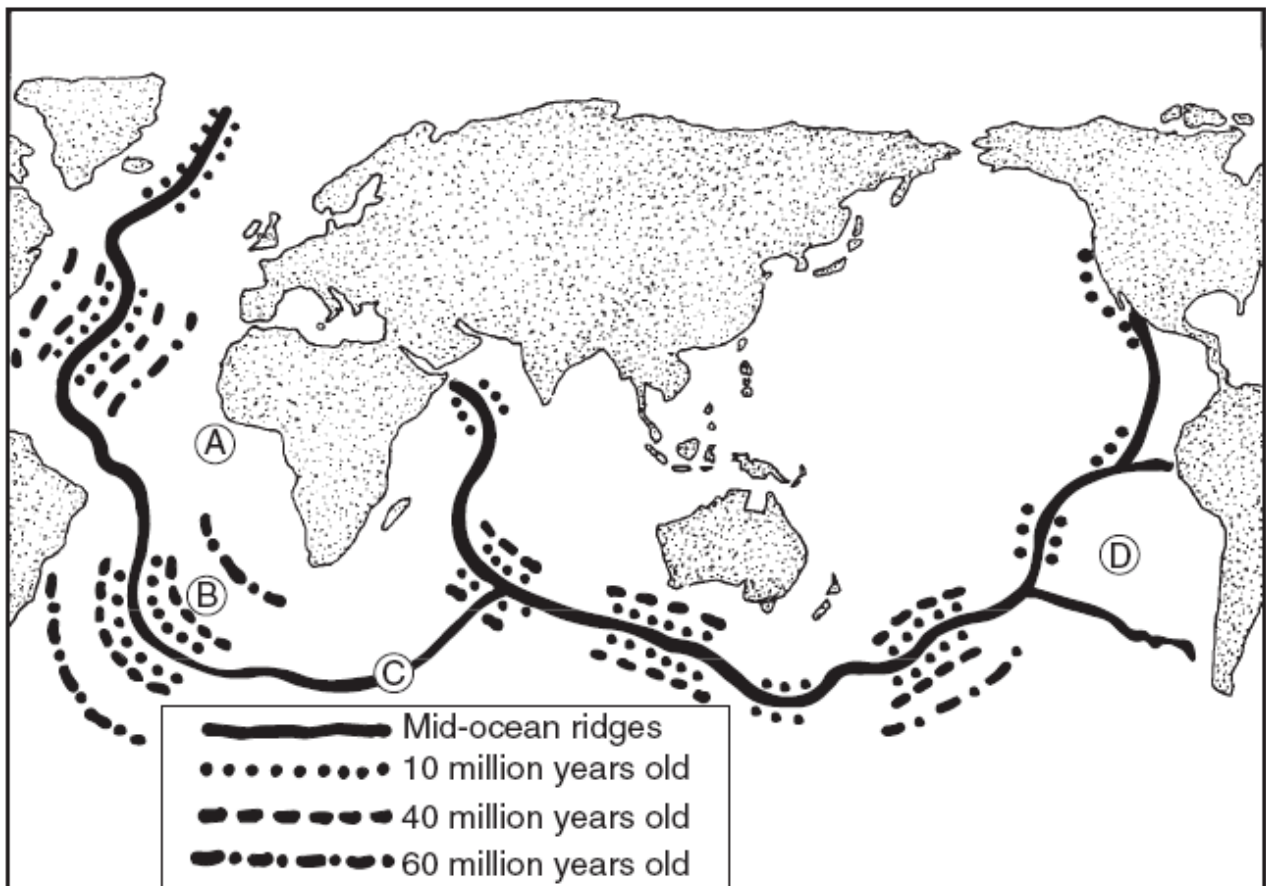 A
B
D
C
Mid-ocean ridges
10 million years old
40 million years old
60 million years old